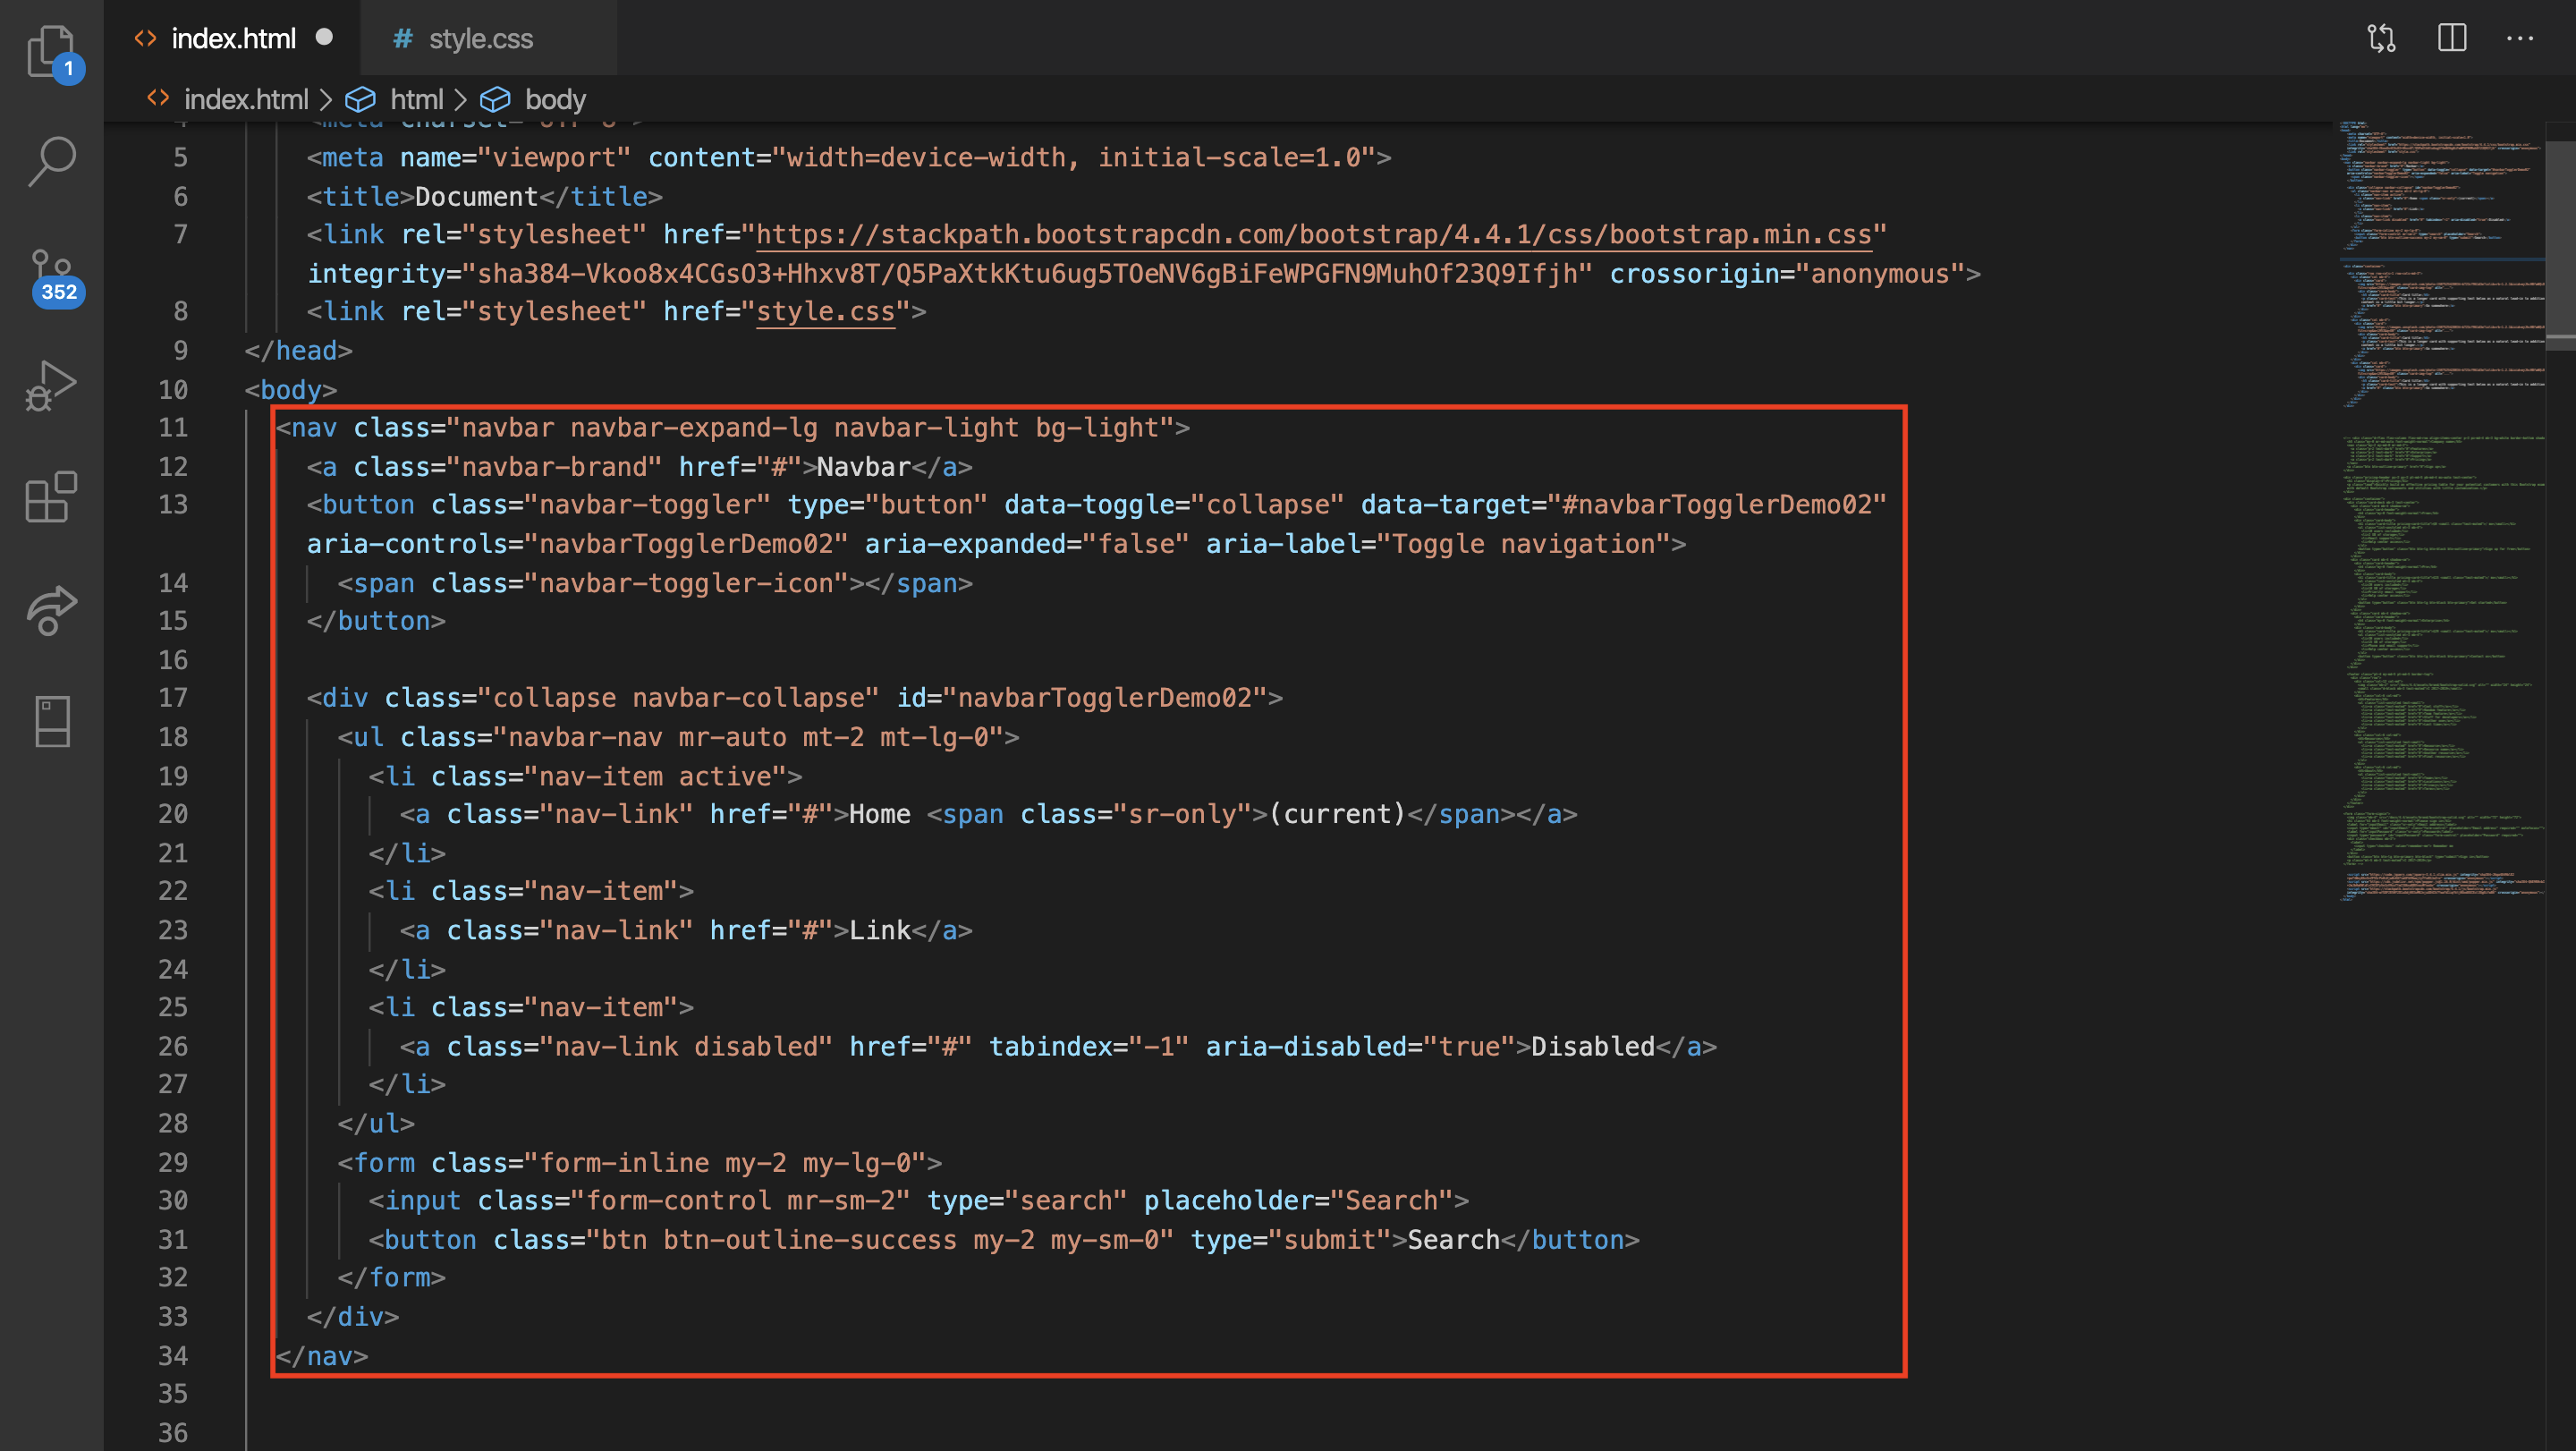 index.html
style.css
index.html > html > body
1
352
5 <meta name="viewport" content="width=device-width, initial-scale=1.0">
6 <title>Document</title>
7 <link rel="stylesheet" href="https://stackpath.bootstrapcdn.com/bootstrap/4.4.1/css/bootstrap.min.css"
integrity="sha384-Vkoo8x4CGsO3+Hhxv8T/Q5PaXtkKtu6ug5TOeNV6gBiFeWPGFN9MuhOf23Q9Ifjh" crossorigin="anonymous">
8 <link rel="stylesheet" href="style.css">
9 </head>
10 <body>
11 <nav class="navbar navbar-expand-lg navbar-light bg-light">
12 <a class="navbar-brand" href="#">Navbar</a>
13 <button class="navbar-toggler" type="button" data-toggle="collapse" data-target="#navbarTogglerDemo02"
aria-controls="navbarTogglerDemo02" aria-expanded="false" aria-label="Toggle navigation">
14 <span class="navbar-toggler-icon"></span>
15 </button>
16
17 <div class="collapse navbar-collapse" id="navbarTogglerDemo02">
18 <ul class="navbar-nav mr-auto mt-2 mt-lg-0">
19 <li class="nav-item active">
20 <a class="nav-link" href="#">Home <span class="sr-only">(current)</span></a>
21 </li>
22 <li class="nav-item">
23 <a class="nav-link" href="#">Link</a>
24 </li>
25 <li class="nav-item">
26 <a class="nav-link disabled" href="#" tabindex="-1" aria-disabled="true">Disabled</a>
27 </li>
28 </ul>
29 <form class="form-inline my-2 my-lg-0">
30 <input class="form-control mr-sm-2" type="search" placeholder="Search">
31 <button class="btn btn-outline-success my-2 my-sm-0" type="submit">Search</button>
32 </form>
33 </div>
34 </nav>
35
36